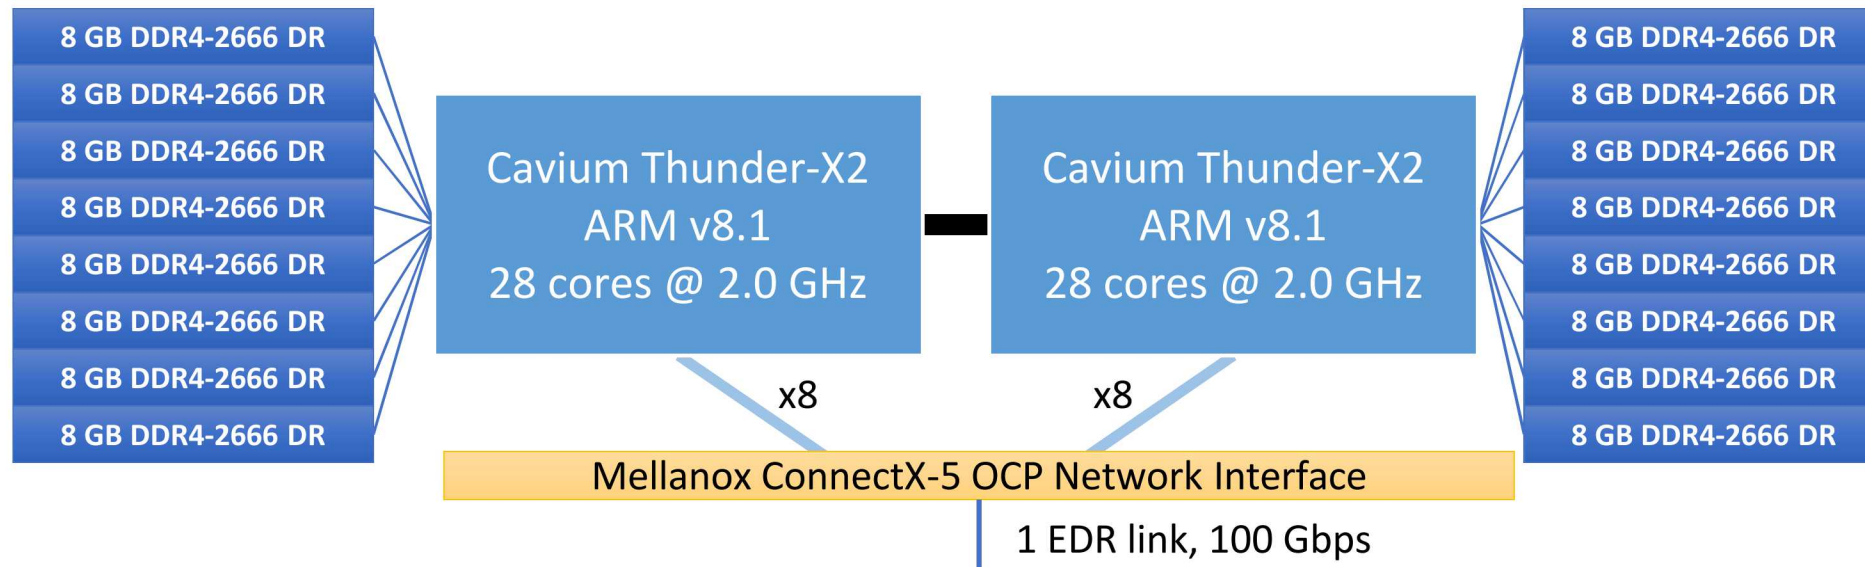 8 GB DDR4-2666 DR
8 GB DDR4-2666 DR
8 GB DDR4-2666 DR
8 GB DDR4-2666 DR
8 GB DDR4-2666 DR
8 GB DDR4-2666 DR
8 GB DDR4-2666 DR
8 GB DDR4-2666 DR
Cavium Thunder-X2
ARM v8.1
28 cores @ 2.0 GHz
Cavium Thunder-X2
ARM v8.1
28 cores @ 2.0 GHz
8 GB DDR4-2666 DR
8 GB DDR4-2666 DR
8 GB DDR4-2666 DR
8 GB DDR4-2666 DR
8 GB DDR4-2666 DR
8 GB DDR4-2666 DR
8 GB DDR4-2666 DR
8 GB DDR4-2666 DR
x8
x8
Mellanox ConnectX-5 OCP Network Interface
1 EDR link, 100 Gbps